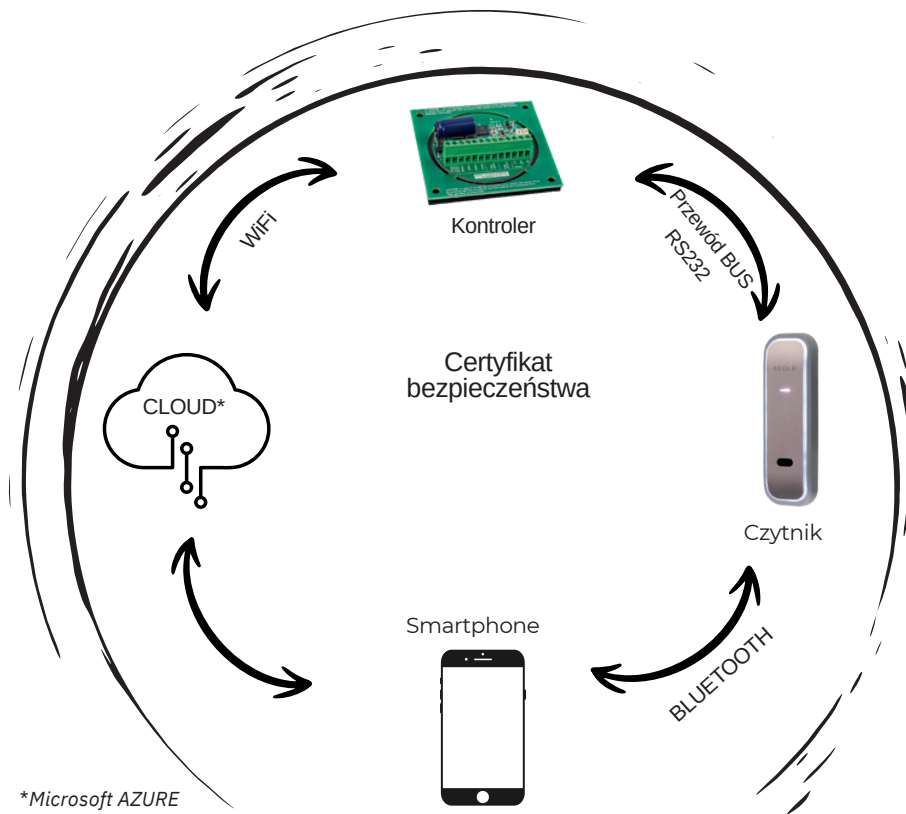 Kontroler
WiFi
Przewód BUS
RS232
Certyfikat
bezpieczeństwa
CLOUD*
Czytnik
Smartphone
BLUETOOTH
*Microsoft AZURE